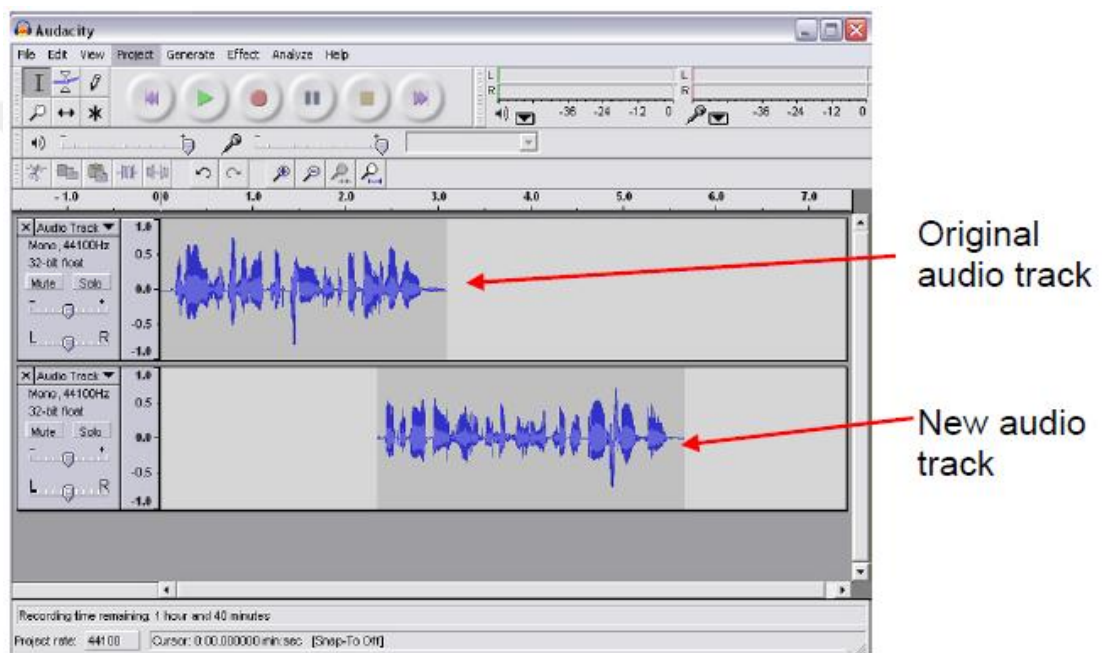 Audacity
File Edit View Project Generate Effect Analyze Help
L
R
-36 -24 -12 0
L
R
-36 -24 -12 0
- +
- +
- 1.0 0|0 1.0 2.0 3.0 4.0 5.0 6.0 7.0
X Audio Track
Mono, 44100Hz
32-bit float
Mute Solo
- +
L R
1.0
0.5
0.0
-0.5
-1.0
Original
audio track
X Audio Track
Mono, 44100Hz
32-bit float
Mute Solo
- +
L R
1.0
0.5
0.0
-0.5
-1.0
New audio
track
Recording time remaining: 1 hour and 40 minutes
Project rate: 44100 Cursor: 0:00.000000 min:sec [Snap-To Off]